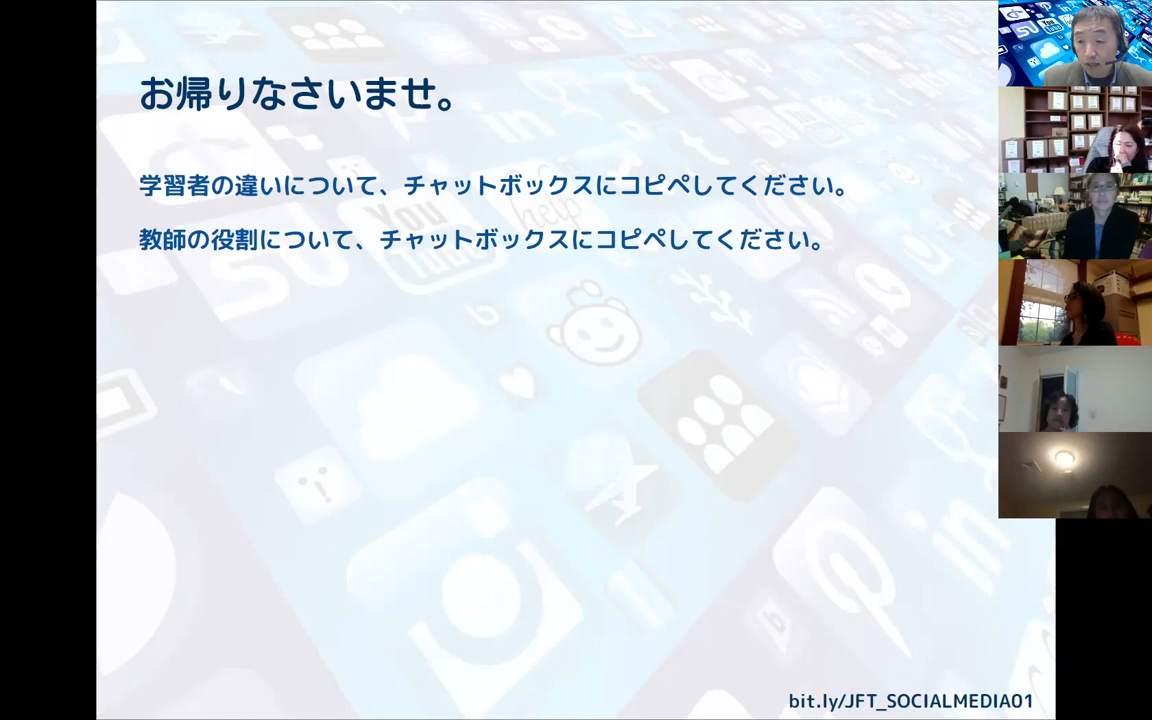 お帰りなさいませ。
学習者の違いについて、チャットボックスにコピペしてください。
教師の役割について、チャットボックスにコピペしてください。
You
help
in
bit.ly/JFT_SOCIALMEDIA01